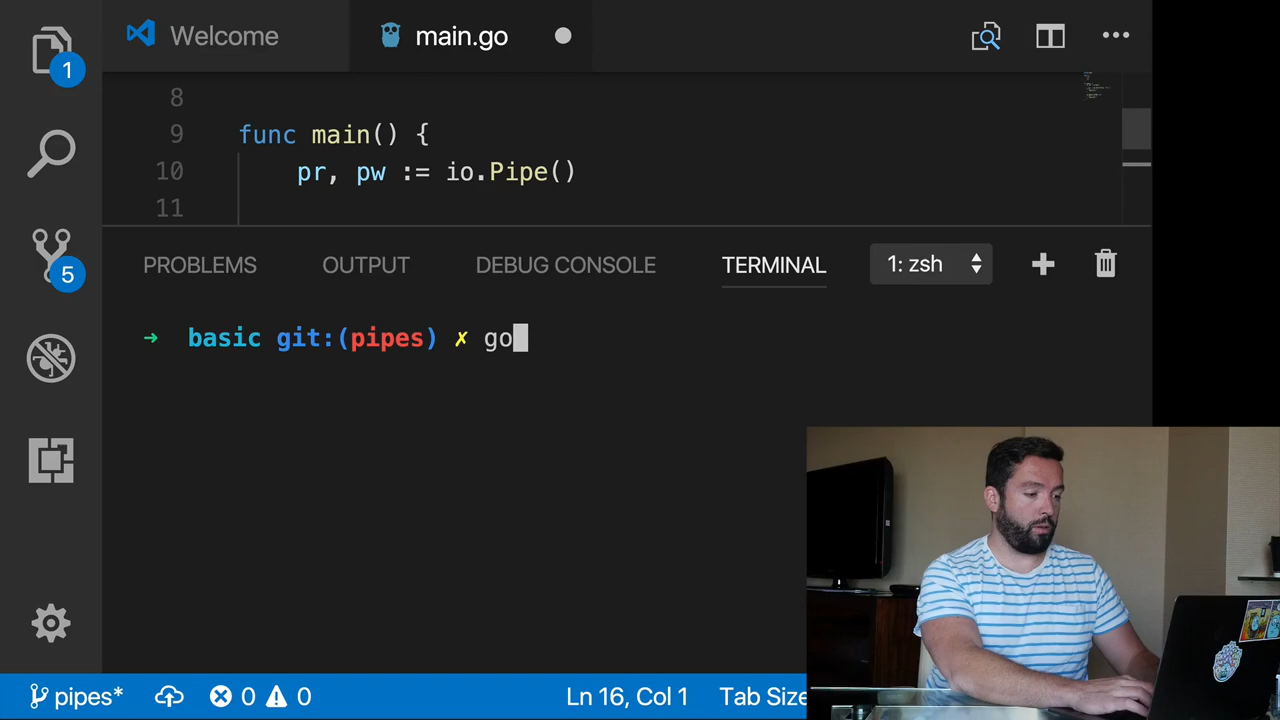 Welcome
main.go
1
8
9 func main() {
10 pr, pw := io.Pipe()
11
PROBLEMS OUTPUT DEBUG CONSOLE TERMINAL 1: zsh
5
➜ basic git:(pipes) ✗ go
pipes* 0 0 Ln 16, Col 1 Tab Size